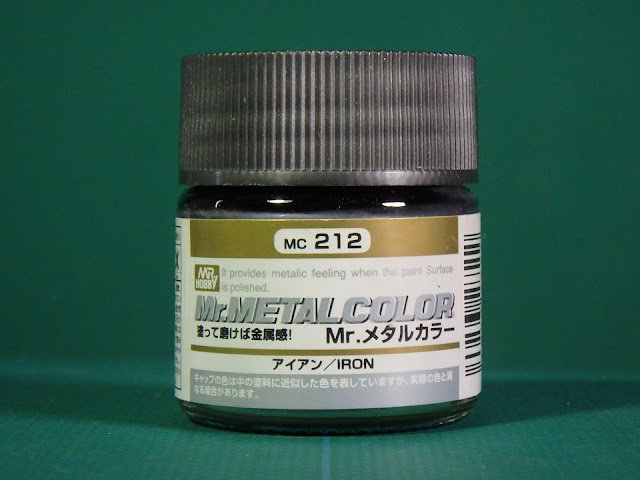 MC 212
MR HOBBY
It provides metalic feeling when the paint Surface
is polished.
Mr.METAL COLOR
塗って磨けば金属感!
Mr.メタルカラー
アイアン/IRON
キャップの色は中の塗料に近似した色を表していますが、実際の色と異
なる場合があります。